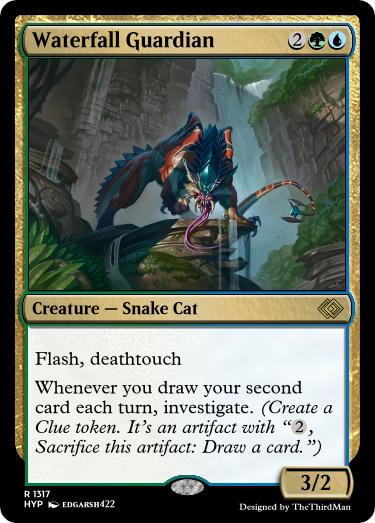 Waterfall Guardian 2
Creature — Snake Cat
Flash, deathtouch
Whenever you draw your second
card each turn, investigate. (Create a
Clue token. It's an artifact with “2,
Sacrifice this artifact: Draw a card.”)
3/2
R 1317
HYP EDGARSH422
Designed by TheThirdMan